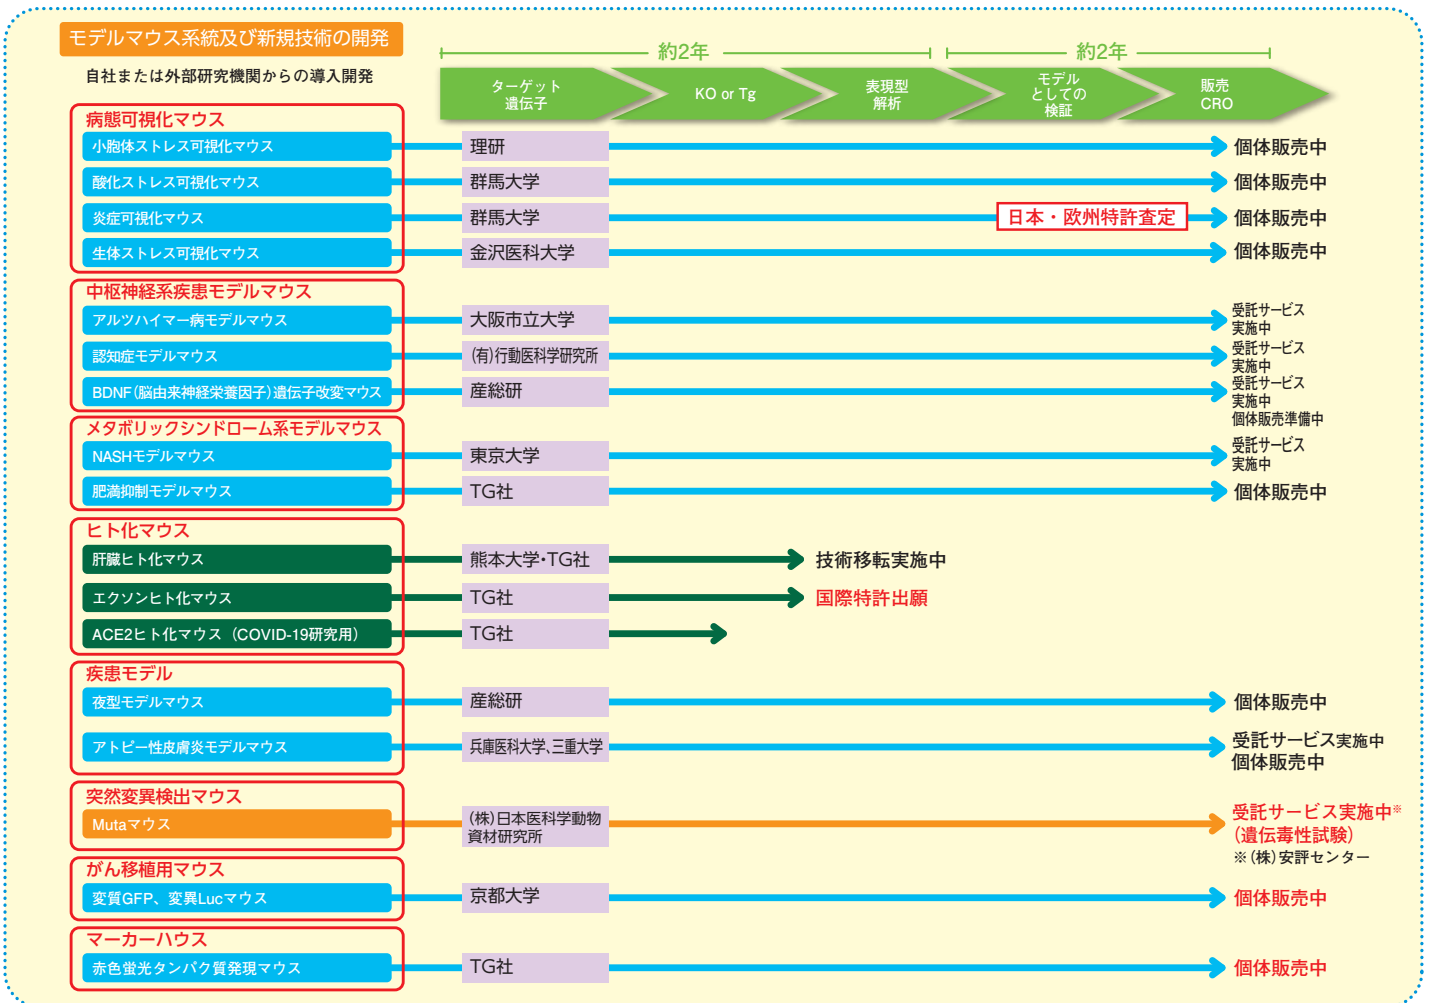 モデルマウス系統及び新規技術の開発
自社または外部研究機関からの導入開発
約2年
約2年
ターゲット
遺伝子
KO or Tg
表現型
解析
モデル
としての
検証
販売
CRO
病態可視化マウス
小胞体ストレス可視化マウス
理研
個体販売中
酸化ストレス可視化マウス
群馬大学
個体販売中
炎症可視化マウス
群馬大学
日本・欧州特許査定
個体販売中
生体ストレス可視化マウス
金沢医科大学
個体販売中
中枢神経系疾患モデルマウス
アルツハイマー病モデルマウス
大阪市立大学
受託サービス
実施中
認知症モデルマウス
(有)行動医科学研究所
受託サービス
実施中
BDNF(脳由来神経栄養因子)遺伝子改変マウス
産総研
受託サービス
実施中
個体販売準備中
メタボリックシンドローム系モデルマウス
NASHモデルマウス
東京大学
受託サービス
実施中
肥満抑制モデルマウス
TG社
個体販売中
ヒト化マウス
肝臓ヒト化マウス
熊本大学・TG社
技術移転実施中
エクソンヒト化マウス
TG社
国際特許出願
ACE2ヒト化マウス（COVID-19研究用）
TG社
疾患モデル
夜型モデルマウス
産総研
個体販売中
アトピー性皮膚炎モデルマウス
兵庫医科大学、三重大学
受託サービス実施中
個体販売中
突然変異検出マウス
Mutaマウス
(株)日本医科学動物
資材研究所
受託サービス実施中※
(遺伝毒性試験)
※(株)安評センター
がん移植用マウス
変質GFP、変異Lucマウス
京都大学
個体販売中
マーカーハウス
赤色蛍光タンパク質発現マウス
TG社
個体販売中